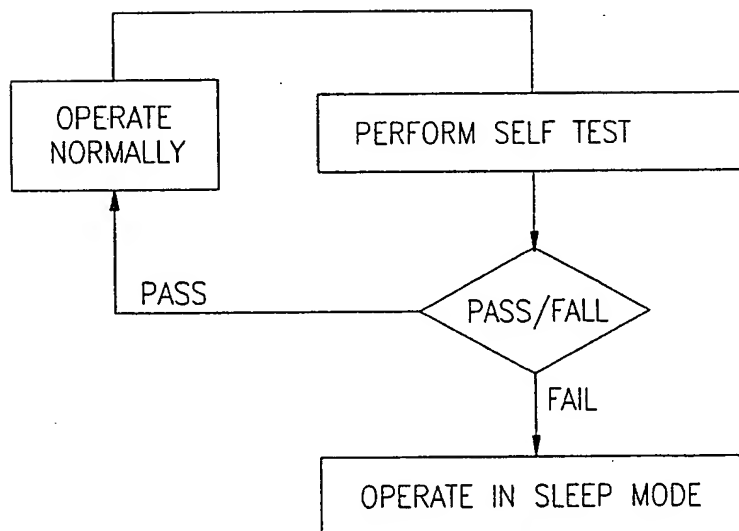 OPERATE
NORMALLY
PERFORM SELF TEST
PASS
PASS/FALL
FAIL
OPERATE IN SLEEP MODE